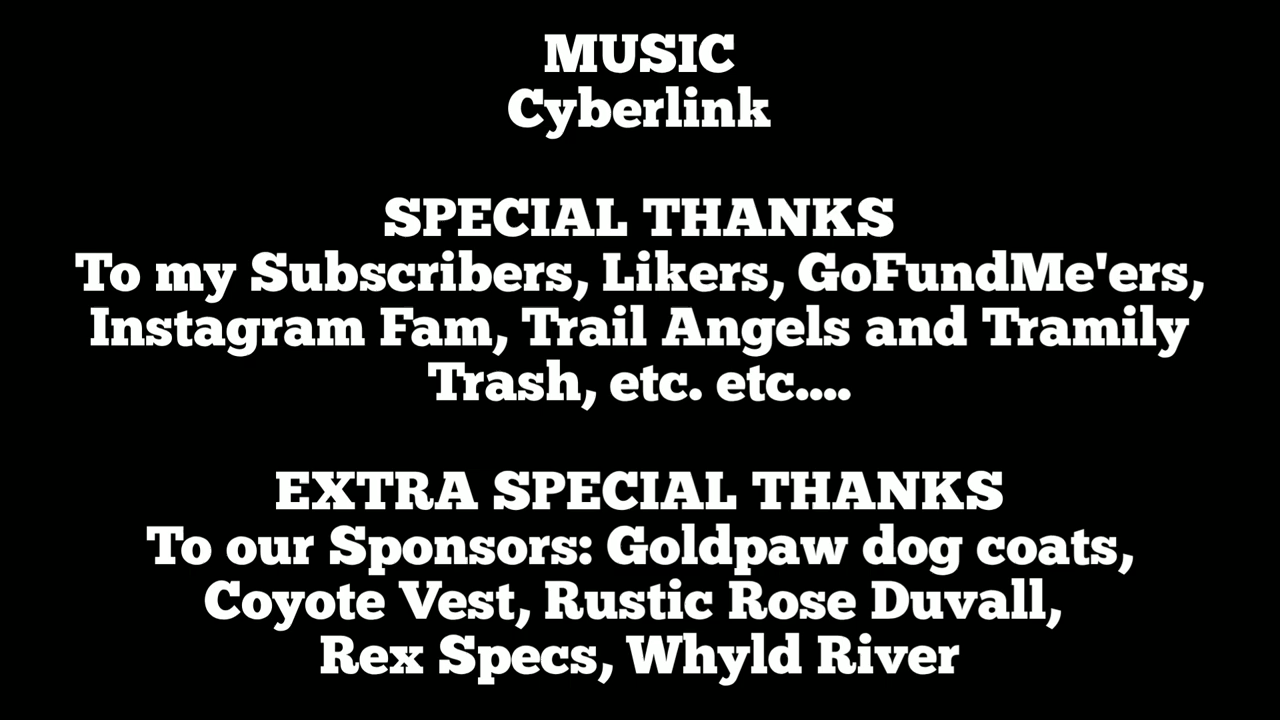 MUSIC
Cyberlink
SPECIAL THANKS
To my Subscribers, Likers, GoFundMe'ers,
Instagram Fam, Trail Angels and Tramily
Trash, etc. etc....
EXTRA SPECIAL THANKS
To our Sponsors: Goldpaw dog coats,
Coyote Vest, Rustic Rose Duvall,
Rex Specs, Whyld River